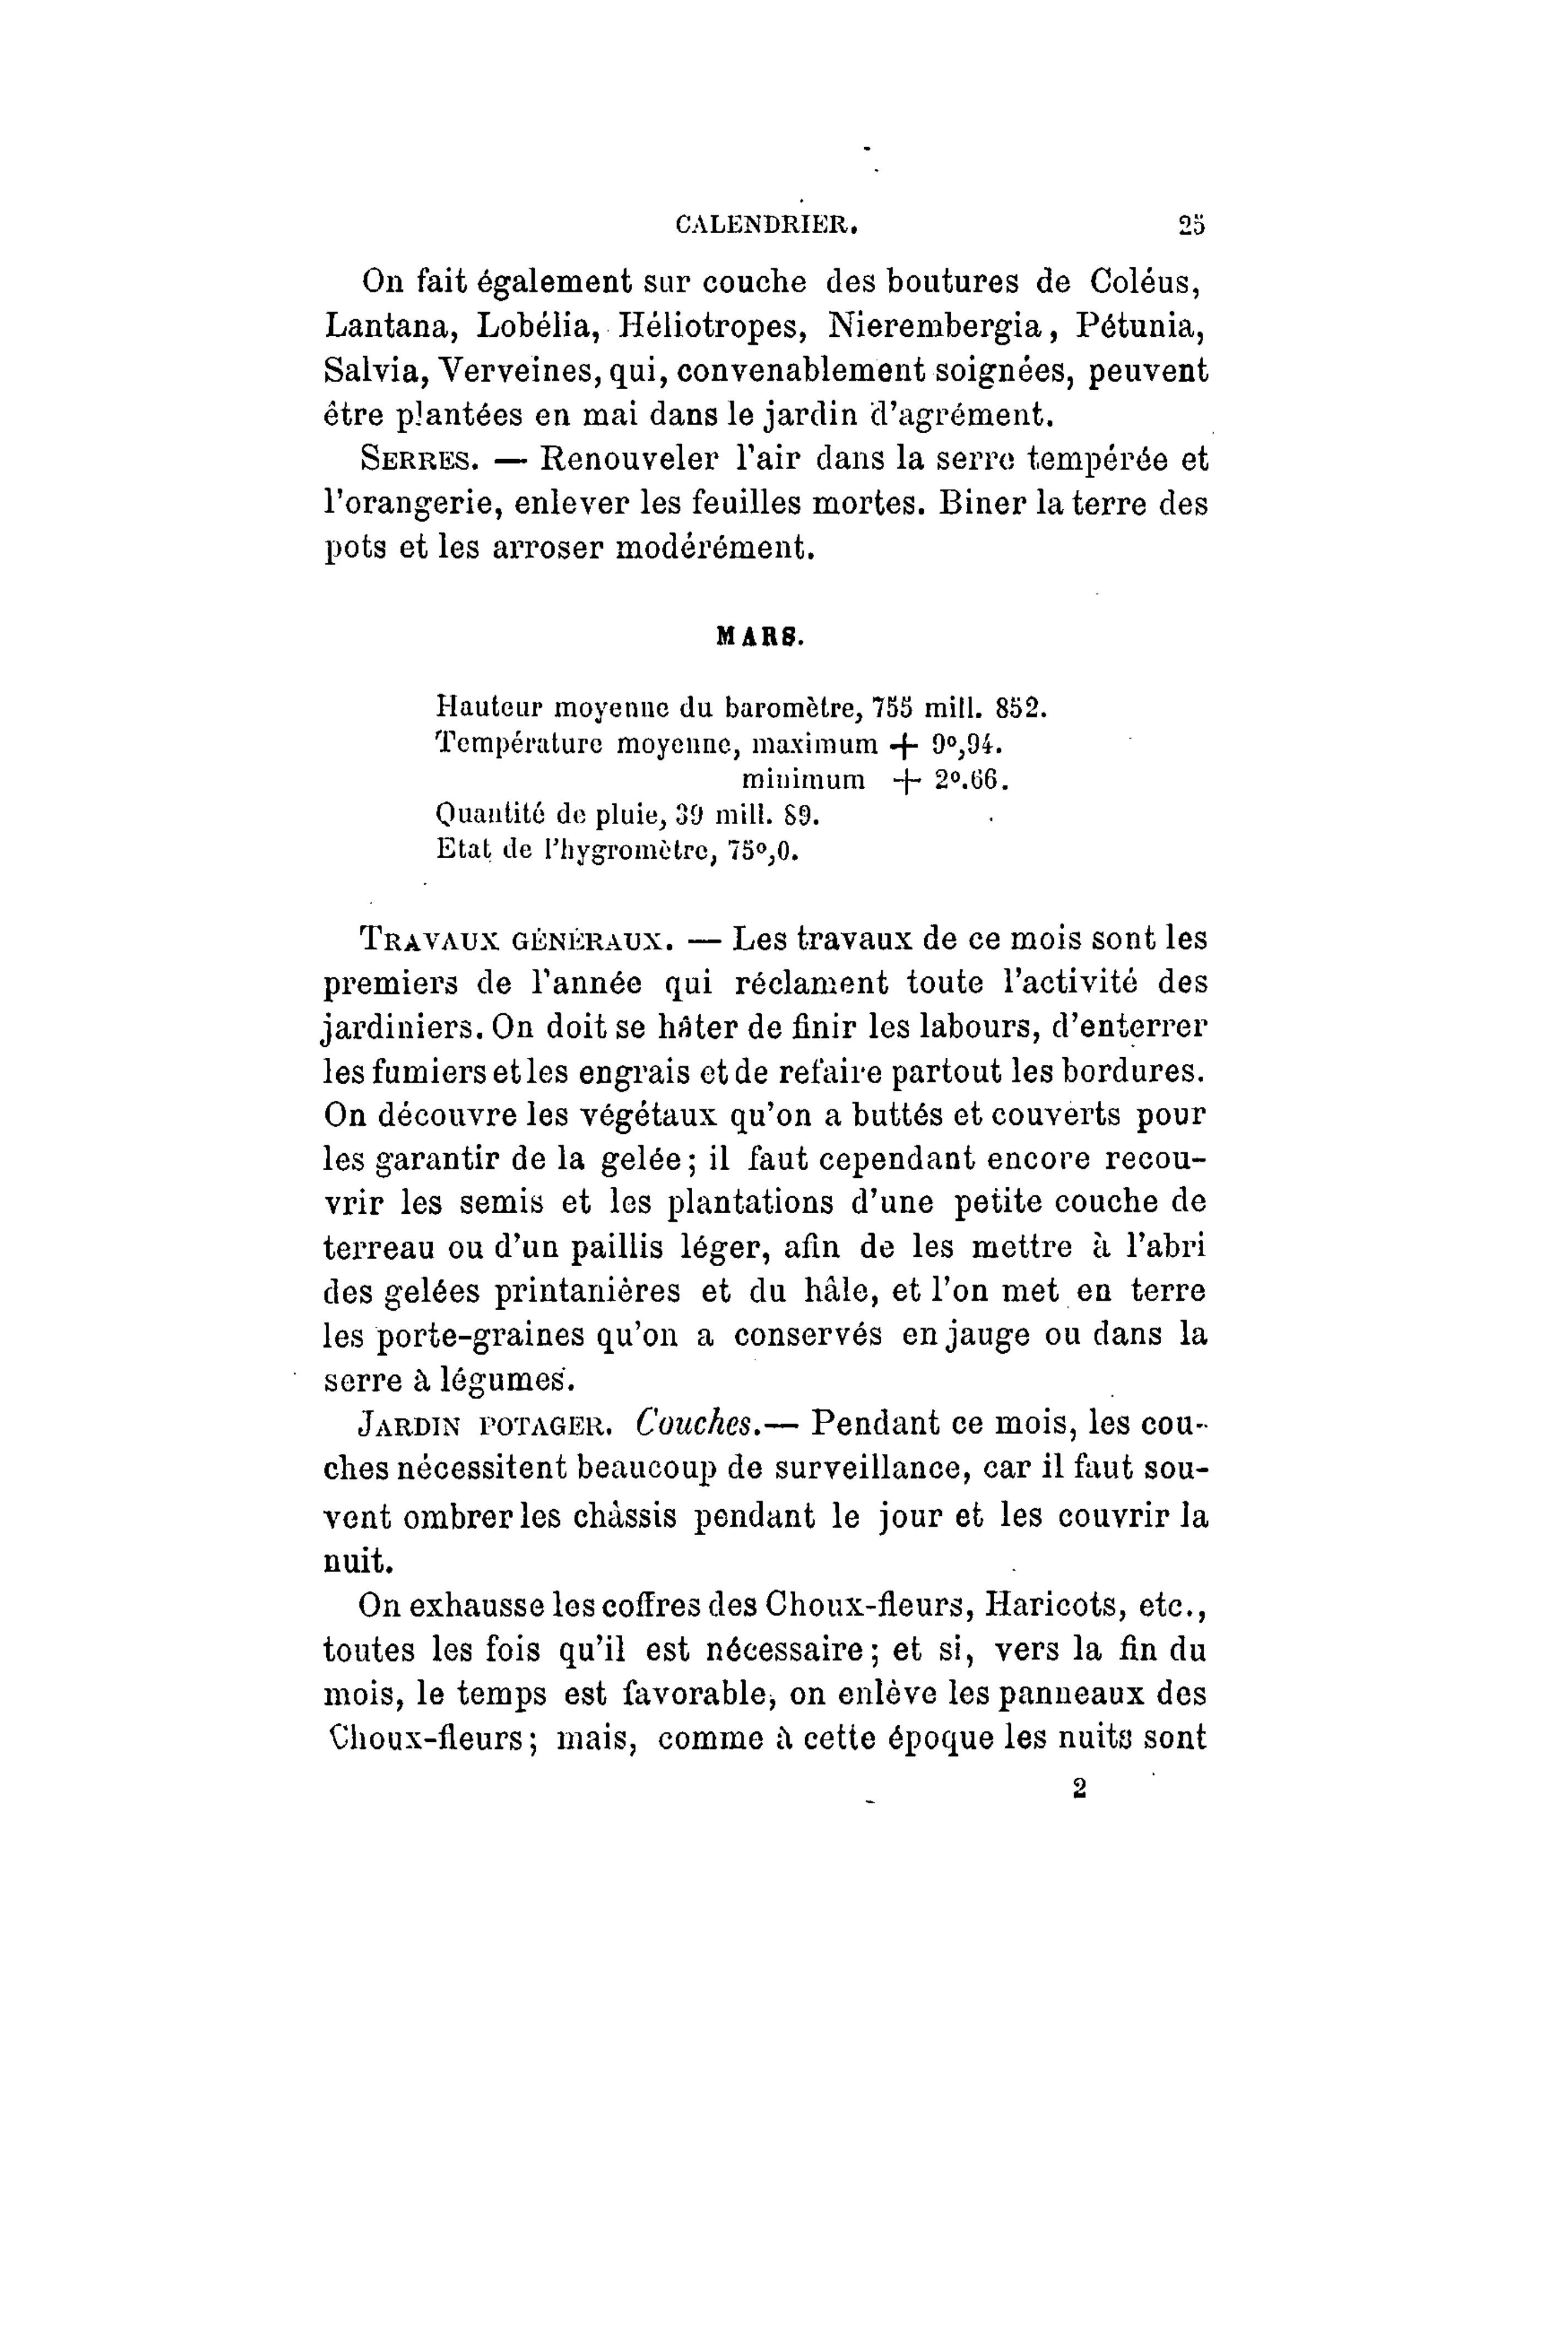 CALENDRIER. 25
On fait également sur couche des boutures de Coléus,
Lantana, Lobélia, Héliotropes, Nierembergia, Pétunia,
Salvia, Verveines, qui, convenablement soignées, peuvent
être plantées en mai dans le jardin d'agrément.
SERRES. — Renouveler l'air dans la serre tempérée et
l'orangerie, enlever les feuilles mortes. Biner la terre des
pots et les arroser modérément.
MARS.
Hauteur moyenne du baromètre, 755 mill. 852.
Température moyenne, maximum + 9°,94.
minimum + 2°.66.
Quantité de pluie, 39 mill. 89.
Etat de l'hygromètre, 75°,0.
TRAVAUX GÉNÉRAUX. — Les travaux de ce mois sont les
premiers de l'année qui réclament toute l'activité des
jardiniers. On doit se hâter de finir les labours, d'enterrer
les fumiers et les engrais et de refaire partout les bordures.
On découvre les végétaux qu'on a buttés et couverts pour
les garantir de la gelée; il faut cependant encore recou-
vrir les semis et les plantations d'une petite couche de
terreau ou d'un paillis léger, afin de les mettre à l'abri
des gelées printanières et du hâle, et l'on met en terre
les porte-graines qu'on a conservés en jauge ou dans la
serre à légumes.
JARDIN POTAGER. Couches.— Pendant ce mois, les cou-
ches nécessitent beaucoup de surveillance, car il faut sou-
vent ombrer les châssis pendant le jour et les couvrir la
nuit.
On exhausse les coffres des Choux-fleurs, Haricots, etc.,
toutes les fois qu'il est nécessaire; et si, vers la fin du
mois, le temps est favorable, on enlève les panneaux des
Choux-fleurs; mais, comme à cette époque les nuits sont
2